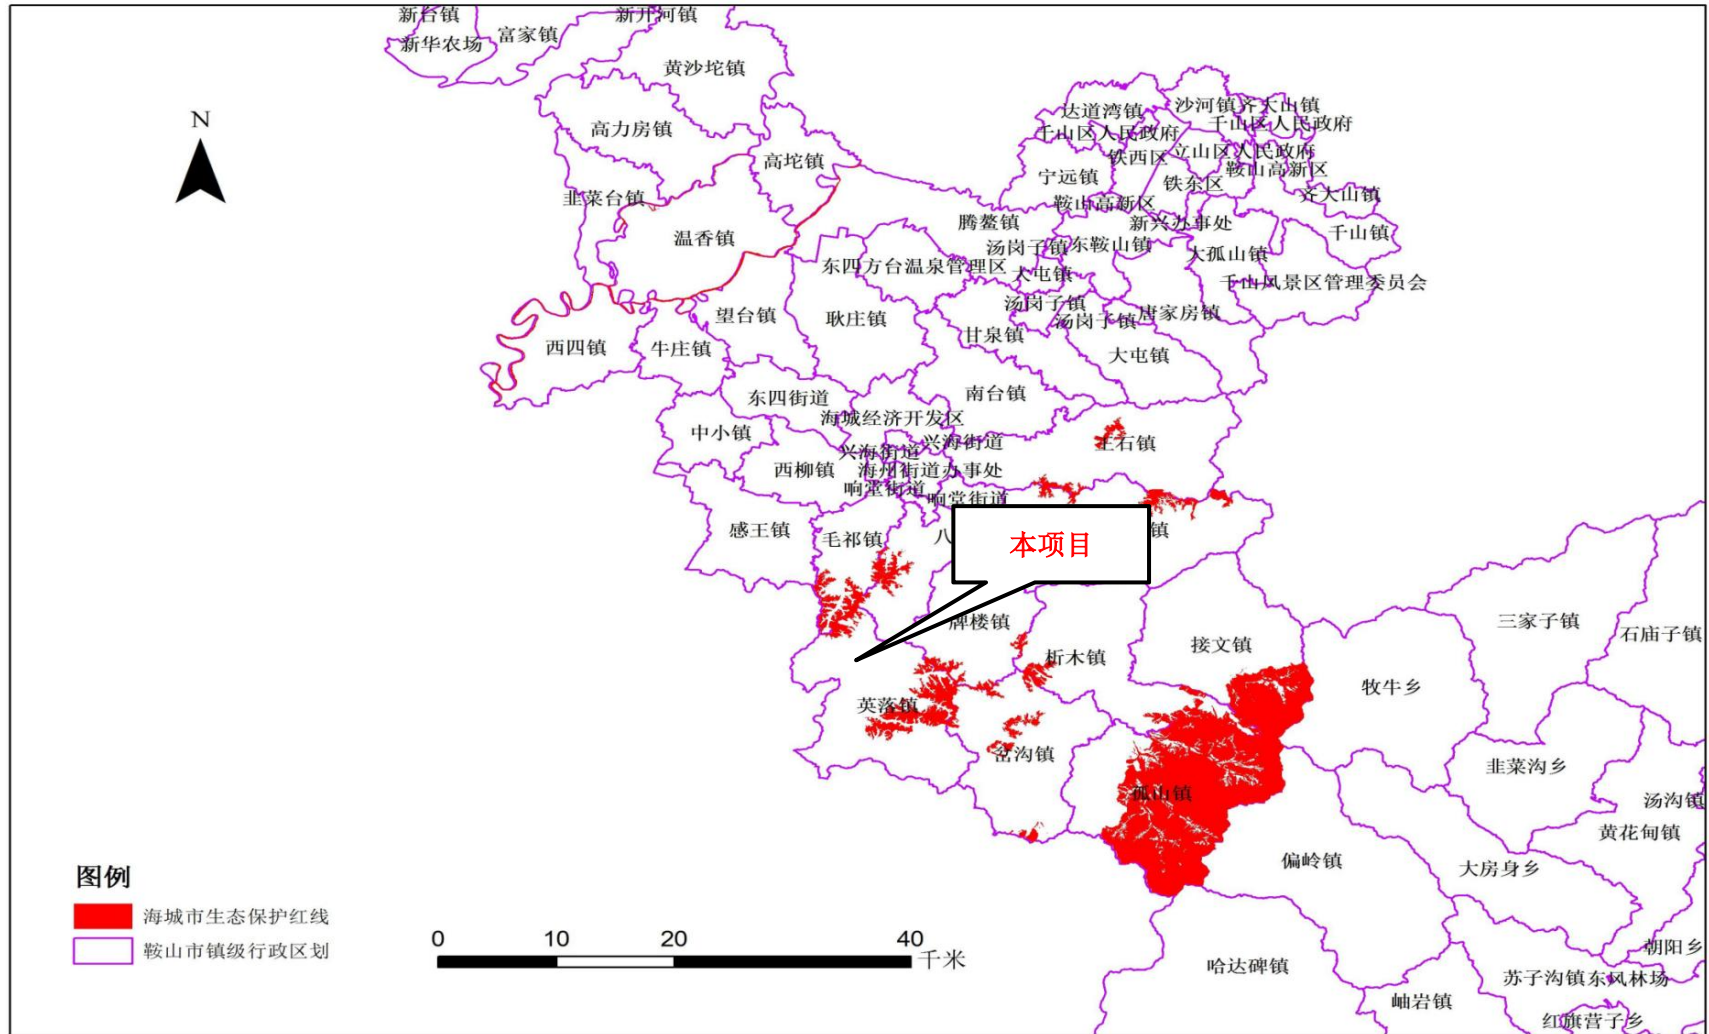 新台镇
新开河镇
富家镇
新华农场
黄沙坨镇
N
达道湾镇
沙河镇
齐大山镇
高力房镇
千山区人民政府
千山区人民政府
高坨镇
铁西区
立山区人民政府
鞍山高新区
宁远镇
铁东区
韭菜台镇
鞍山高新区
齐大山镇
腾鳌镇
新兴办事处
千山镇
温香镇
汤岗子镇
东鞍山镇
大孤山镇
东四方台温泉管理区
大屯镇
千山风景区管理委员会
汤岗子镇
唐家房镇
望台镇
耿庄镇
汤岗子镇
甘泉镇
西四镇
牛庄镇
大屯镇
东四街道
南台镇
海城经济开发区
中小镇
兴海街道
王石镇
兴海街道
西柳镇
海州街道办事处
响堂街道
响堂街道
感王镇
毛祁镇
八
镇
本项目
牌楼镇
三家子镇
石庙子镇
接文镇
析木镇
牧牛乡
英落镇
岔沟镇
韭菜沟乡
孤山镇
汤沟镇
黄花甸镇
偏岭镇
大房身乡
图例
海城市生态保护红线
鞍山市镇级行政区划
0 10 20 40
千米
朝阳乡
哈达碑镇
苏子沟镇
东风林场
岫岩镇
红旗营子乡